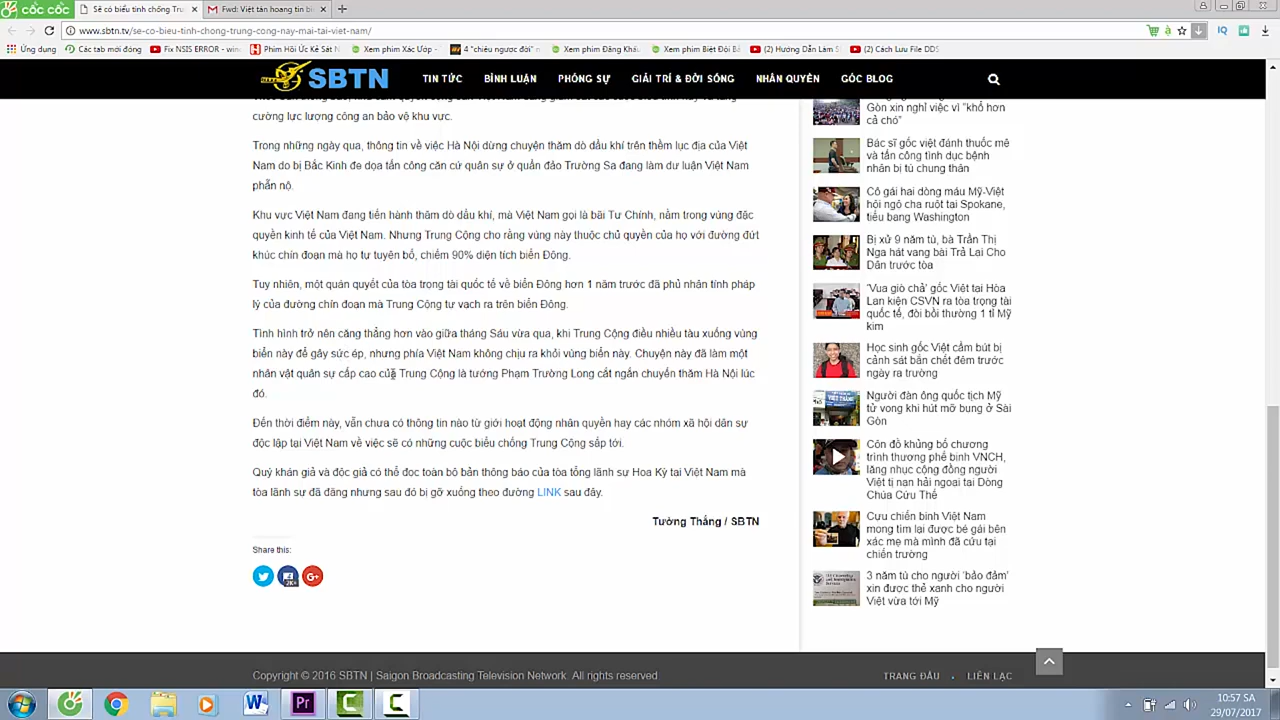 cốc cốc
Sẽ có biểu tình chống Tru
Fwd: Việt tân hoang tin bi
www.sbtn.tv/se-co-bieu-tinh-chong-trung-cong-nay-mai-tai-viet-nam/
Ứng dụng
Các tab mới đóng
Fix NSIS ERROR - win
Phim Hồi Ức Kẻ Sát N
Xem phim Xác Ướp -
4 "chiêu ngược đời" n
Xem phim Đặng Khẩu
Xem phim Biệt Đội Bả
(2) Hướng Dẫn Làm S
(2) Cách Lưu File DDS
SBTN
TIN TỨC
BÌNH LUẬN
PHÓNG SỰ
GIẢI TRÍ & ĐỜI SỐNG
NHÂN QUYỀN
GÓC BLOG
cường lực lượng công an bảo vệ khu vực.
Trong những ngày qua, thông tin về việc Hà Nội dừng chuyện thăm dò dầu khí trên thềm lục địa của Việt
Nam do bị Bắc Kinh đe dọa tấn công căn cứ quân sự ở quần đảo Trường Sa đang làm dư luận Việt Nam
phẫn nộ.
Khu vực Việt Nam đang tiến hành thăm dò dầu khí, mà Việt Nam gọi là bãi Tư Chính, nằm trong vùng đặc
quyền kinh tế của Việt Nam. Nhưng Trung Cộng cho rằng vùng này thuộc chủ quyền của họ với đường đứt
khúc chín đoạn mà họ tự tuyên bố, chiếm 90% diện tích biển Đông.
Tuy nhiên, một quán quyết của tòa trong tài quốc tế về biển Đông hơn 1 năm trước đã phủ nhân tính pháp
lý của đường chín đoạn mà Trung Cộng tự vạch ra trên biển Đông.
Tình hình trở nên căng thẳng hơn vào giữa tháng Sáu vừa qua, khi Trung Cộng điều nhiều tàu xuống vùng
biển này để gây sức ép, nhưng phía Việt Nam không chịu ra khỏi vùng biển này. Chuyện này đã làm một
nhân vật quân sự cấp cao của Trung Cộng là tướng Phạm Trường Long cắt ngắn chuyến thăm Hà Nội lúc
đó.
Đến thời điểm này, vẫn chưa có thông tin nào từ giới hoạt động nhân quyền hay các nhóm xã hội dân sự
độc lập tại Việt Nam về việc sẽ có những cuộc biểu chống Trung Cộng sắp tới.
Quý khán giả và độc giả có thể đọc toàn bộ bản thông báo của tòa tổng lãnh sự Hoa Kỳ tại Việt Nam mà
tòa lãnh sự đã đăng nhưng sau đó bị gỡ xuống theo đường LINK sau đây.
Tường Thắng / SBTN
Share this:
2K+
Gòn xin nghỉ việc vì “khổ hơn
cả chó”
Bác sĩ gốc việt đánh thuốc mê
và tấn công tình dục bệnh
nhân bị tù chung thân
Cô gái hai dòng máu Mỹ-Việt
hội ngộ cha ruột tại Spokane,
tiểu bang Washington
Bị xử 9 năm tù, bà Trần Thị
Nga hát vang bài Trả Lại Cho
Dân trước tòa
‘Vua giò chả’ gốc Việt tại Hòa
Lan kiện CSVN ra tòa trọng tài
quốc tế, đòi bồi thường 1 tỉ Mỹ
kim
Học sinh gốc Việt cầm bút bị
cảnh sát bắn chết đêm trước
ngày ra trường
Người đàn ông quốc tịch Mỹ
tử vong khi hút mỡ bụng ở Sài
Gòn
Côn đồ khủng bố chương
trình thương phế binh VNCH,
lăng nhục cộng đồng người
Việt tị nạn hải ngoại tại Dòng
Chúa Cứu Thế
Cựu chiến binh Việt Nam
mong tìm lại được bé gái bên
xác mẹ mà mình đã cứu tại
chiến trường
3 năm tù cho người ‘bảo đảm’
xin được thẻ xanh cho người
Việt vừa tới Mỹ
Copyright © 2016 SBTN | Saigon Broadcasting Television Network. All rights reserved
TRANG ĐẦU
LIÊN LẠC
10:57 SA
29/07/2017